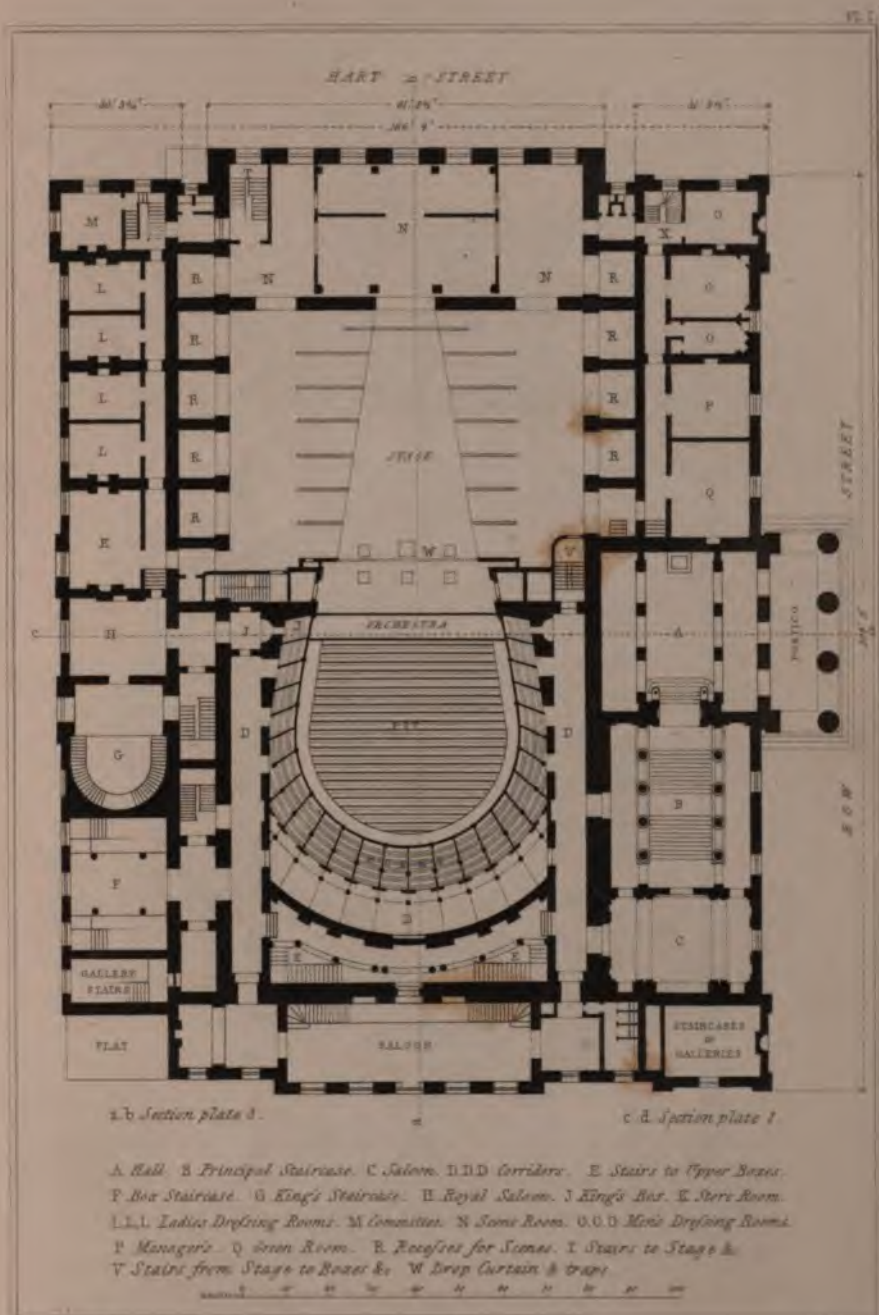 HART STREET
M
L
L
L
L
K
H
G
F
GALLERY
STAIRS
FLAT
N
N
N
R
R
R
R
R
R
R
R
R
STAGE
W
V
J
J
ORCHESTRA
PIT
D
D
D
E
E
SALOON
X
O
O
O
P
Q
A
B
C
PORTICO
BOW STREET
STAIRCASES
TO
GALLERIES
a.b Section plate 3.
c d Section plate 2
A Hall. B Principal Staircase. C Saloon. D.D.D Corridors. E Stairs to Upper Boxes.
F Box Staircase. G King's Staircase. H Royal Saloon. J King's Box. K Store Room.
L.L.L Ladies Dreſsing Rooms. M Committee. N Scene Room. O.O.O Men's Dreſsing Rooms
P Manager's. Q Green Room. R Receſses for Scenes. Stairs to Stage &c
V Stairs from Stage to Boxes &c W Drop Curtain & traps